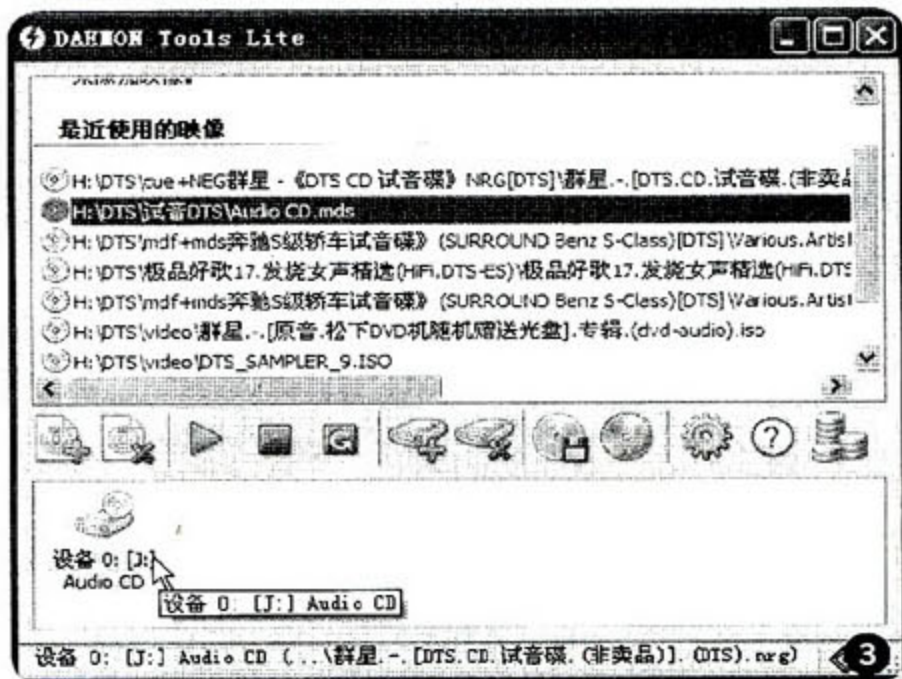 DAEMON Tools Lite
最近使用的映像
H:\DTS\cue+NEG群星 - 《DTS CD 试音碟》 NRG[DTS]\群星.-.[DTS.CD.试音碟.(非卖品
H:\DTS\试音DTS\Audio CD.mds
H:\DTS\mdf+mds奔驰S级轿车试音碟》 (SURROUND Benz S-Class)[DTS]\Various.Artist
H:\DTS\极品好歌17.发烧女声精选(HiFi.DTS-ES)\极品好歌17.发烧女声精选(HiFi.DTS
H:\DTS\mdf+mds奔驰S级轿车试音碟》 (SURROUND Benz S-Class)[DTS]\Various.Artist
H:\DTS\video\群星.-.[原音.松下DVD机随机赠送光盘].专辑.(dvd-audio).iso
H:\DTS\video\DTS_SAMPLER_9.ISO
设备 0: [J:]
Audio CD
设备 0: [J:] Audio CD
设备 0: [J:] Audio CD (...\群星.-.[DTS.CD.试音碟.(非卖品)].(DTS).nrg)
3